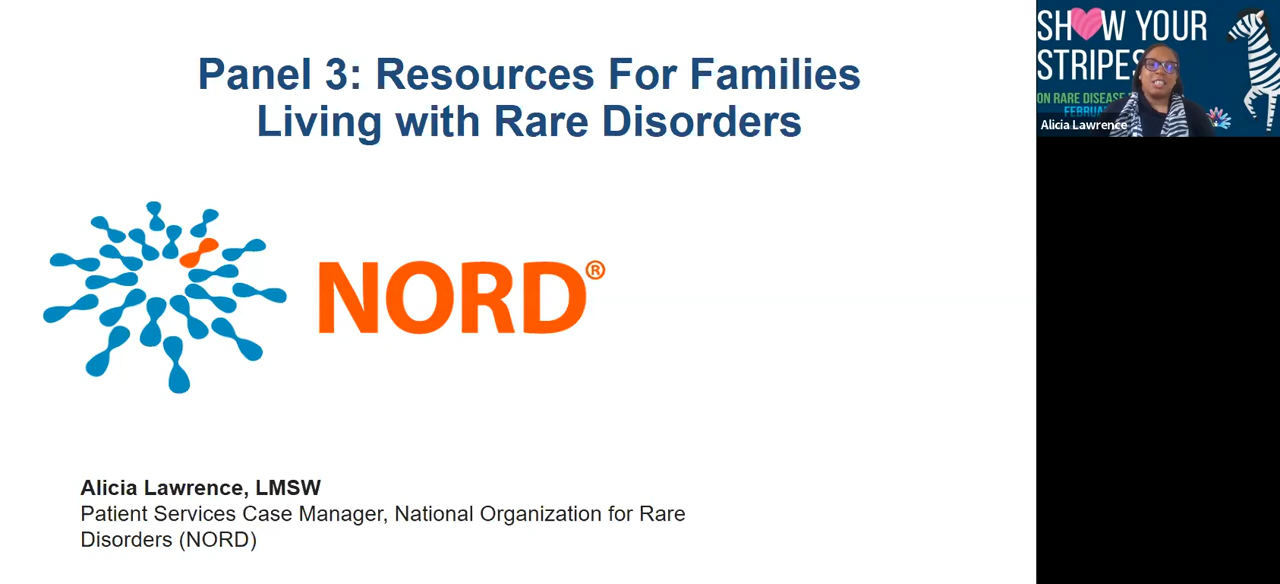 Panel 3: Resources For Families
Living with Rare Disorders
NORD®
Alicia Lawrence, LMSW
Patient Services Case Manager, National Organization for Rare
Disorders (NORD)
SH W YOUR
STRIPES
ON RARE DISEASE
Alicia Lawrence